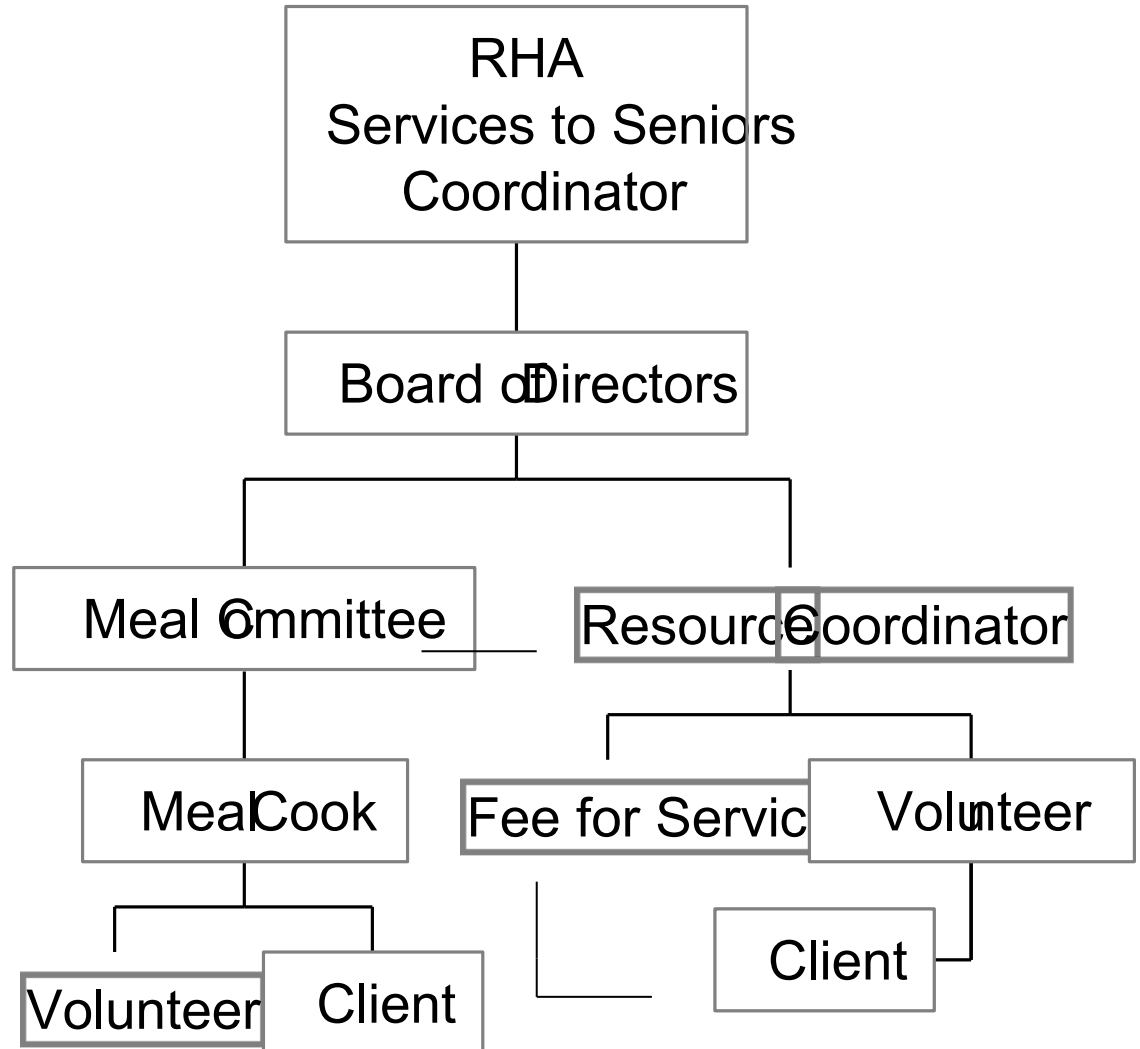 RHA
Services to Seniors
Coordinator
Board of Directors
Meal Committee
Resource Coordinator
Meal Cook
Fee for Servic
Volunteer
Client
Volunteer
Client